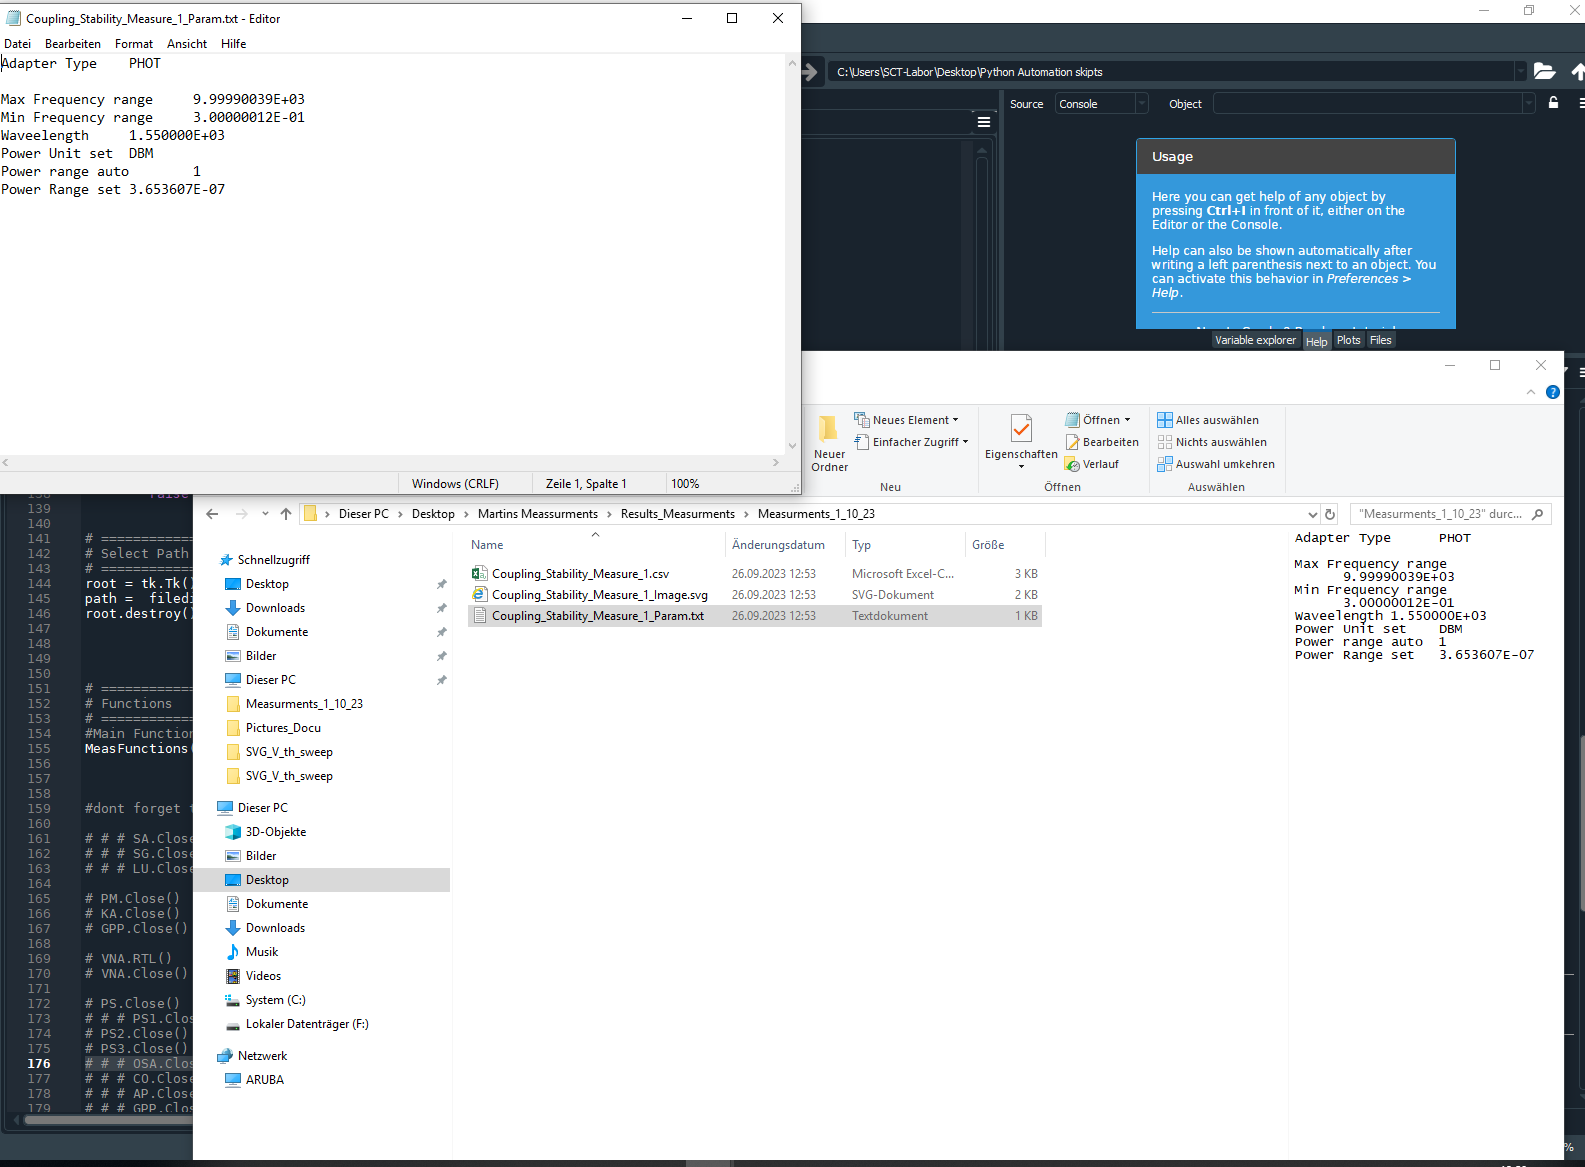 Coupling_Stability_Measure_1_Param.txt - Editor
Datei Bearbeiten Format Ansicht Hilfe
Adapter Type PHOT
Max Frequency range 9.99990039E+03
Min Frequency range 3.00000012E-01
Waveelength 1.550000E+03
Power Unit set DBM
Power range auto 1
Power Range set 3.653607E-07
Windows (CRLF) Zeile 1, Spalte 1 100%
C:\Users\SCT-Labor\Desktop\Python Automation skipts
Source Console Object
Usage
Here you can get help of any object by
pressing Ctrl+I in front of it, either on the
Editor or the Console.
Help can also be shown automatically after
writing a left parenthesis next to an object. You
can activate this behavior in Preferences >
Help.
Variable explorer Help Plots Files
Neuer
Ordner
Neues Element
Einfacher Zugriff
Neu
Eigenschaften
Öffnen
Bearbeiten
Verlauf
Öffnen
Alles auswählen
Nichts auswählen
Auswahl umkehren
Auswählen
Dieser PC > Desktop > Martins Meassurments > Results_Measurments > Measurments_1_10_23
"Measurments_1_10_23" durc...
Schnellzugriff
Desktop
Downloads
Dokumente
Bilder
Dieser PC
Measurments_1_10_23
Pictures_Docu
SVG_V_th_sweep
SVG_V_th_sweep
Dieser PC
3D-Objekte
Bilder
Desktop
Dokumente
Downloads
Musik
Videos
System (C:)
Lokaler Datenträger (F:)
Netzwerk
ARUBA
Name Änderungsdatum Typ Größe
Coupling_Stability_Measure_1.csv 26.09.2023 12:53 Microsoft Excel-C... 3 KB
Coupling_Stability_Measure_1_Image.svg 26.09.2023 12:53 SVG-Dokument 2 KB
Coupling_Stability_Measure_1_Param.txt 26.09.2023 12:53 Textdokument 1 KB
Adapter Type PHOT
Max Frequency range
9.99990039E+03
Min Frequency range
3.00000012E-01
Waveelength 1.550000E+03
Power Unit set DBM
Power range auto 1
Power Range set 3.653607E-07
139
140
141 # ============
142 # Select Path
143 # ============
144 root = tk.Tk()
145 path = filedi
146 root.destroy()
147
148
149
150
151 # ============
152 # Functions
153 # ============
154 #Main Function
155 MeasFunctions
156
157
158
159 #dont forget
160
161 # # # SA.Close
162 # # # SG.Close
163 # # # LU.Close
164
165 # PM.Close()
166 # KA.Close()
167 # GPP.Close()
168
169 # VNA.RTL()
170 # VNA.Close()
171
172 # PS.Close()
173 # # # PS1.Clos
174 # PS2.Close()
175 # PS3.Close()
176 # # # OSA.Clos
177 # # # CO.Close
178 # # # AP.Close
179 # # # GPP.Clos
%